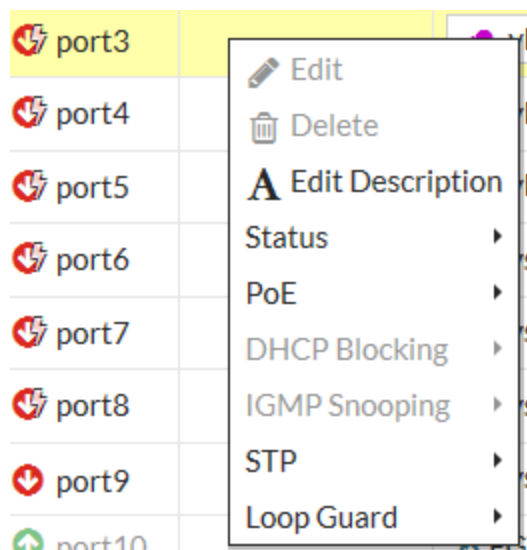 port3
port4
port5
port6
port7
port8
port9
port10
Edit
Delete
Edit Description
Status
PoE
DHCP Blocking
IGMP Snooping
STP
Loop Guard